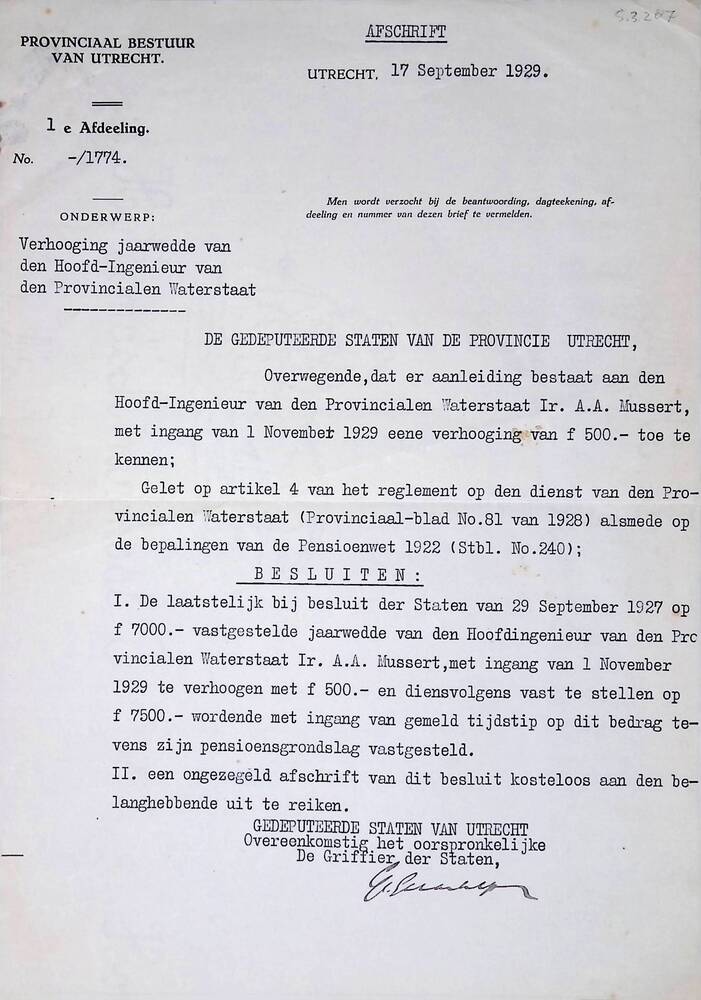 AFSCHRIFT
PROVINCIAAL BESTUUR
VAN UTRECHT.
UTRECHT, 17 September 1929.
1 e Afdeeling.
No. -/1774.
Men wordt verzocht bij de beantwoording, dagteekening, af-
deeling en nummer van dezen brief te vermelden.
ONDERWERP:
Verhooging jaarwedde van
den Hoofd-Ingenieur van
den Provincialen Waterstaat
DE GEDEPUTEERDE STATEN VAN DE PROVINCIE UTRECHT,
Overwegende,dat er aanleiding bestaat aan den
Hoofd-Ingenieur van den Provincialen Waterstaat Ir. A.A. Mussert,
met ingang van 1 November 1929 eene verhooging van f 500.- toe te
kennen;
Gelet op artikel 4 van het reglement op den dienst van den Pro-
vincialen Waterstaat (Provinciaal-blad No.81 van 1928) alsmede op
de bepalingen van de Pensioenwet 1922 (Stbl. No.240);
BESLUITEN:
I. De laatstelijk bij besluit der Staten van 29 September 1927 op
f 7000.- vastgestelde jaarwedde van den Hoofdingenieur van den Pro
vincialen Waterstaat Ir. A.A. Mussert,met ingang van 1 November
1929 te verhoogen met f 500.- en diensvolgens vast te stellen op
f 7500.- wordende met ingang van gemeld tijdstip op dit bedrag te-
vens zijn pensioensgrondslag vastgesteld.
II. een ongezegeld afschrift van dit besluit kosteloos aan den be-
langhebbende uit te reiken.
GEDEPUTEERDE STATEN VAN UTRECHT
Overeenkomstig het oorspronkelijke
De Griffier der Staten,